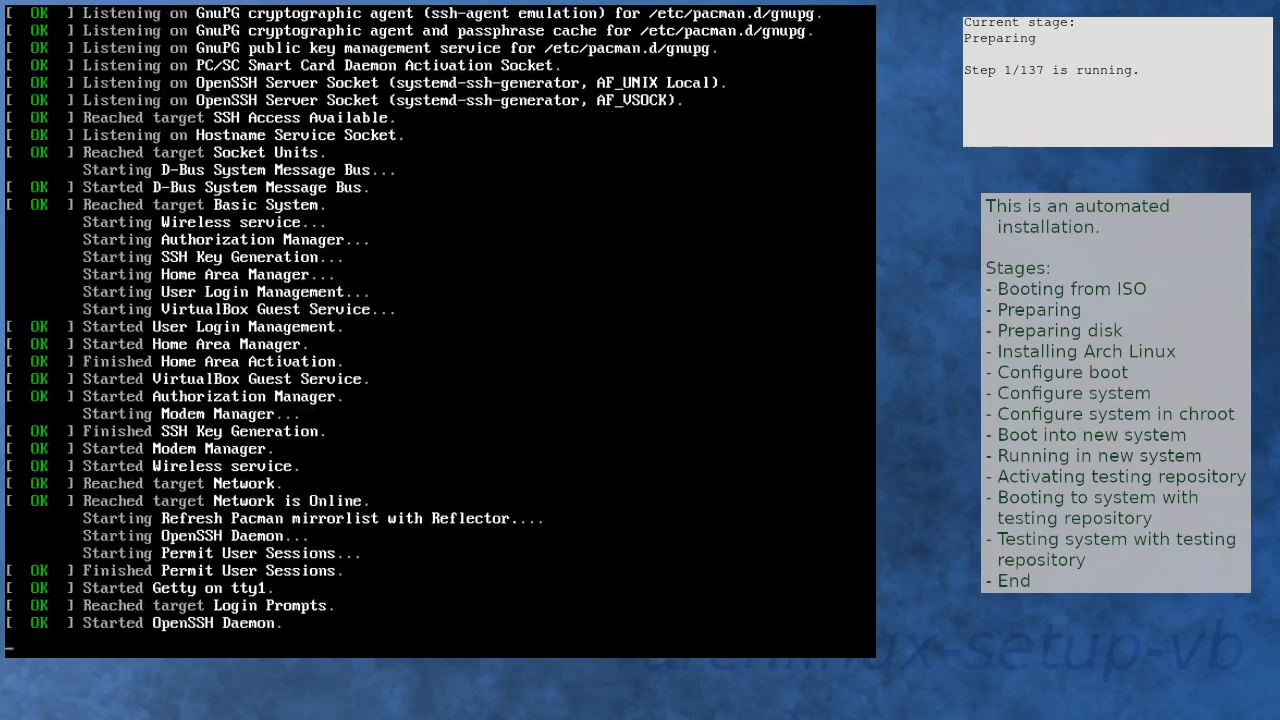 [  OK  ] Listening on GnuPG cryptographic agent (ssh-agent emulation) for /etc/pacman.d/gnupg.
[  OK  ] Listening on GnuPG cryptographic agent and passphrase cache for /etc/pacman.d/gnupg.
[  OK  ] Listening on GnuPG public key management service for /etc/pacman.d/gnupg.
[  OK  ] Listening on PC/SC Smart Card Daemon Activation Socket.
[  OK  ] Listening on OpenSSH Server Socket (systemd-ssh-generator, AF_UNIX Local).
[  OK  ] Listening on OpenSSH Server Socket (systemd-ssh-generator, AF_VSOCK).
[  OK  ] Reached target SSH Access Available.
[  OK  ] Listening on Hostname Service Socket.
[  OK  ] Reached target Socket Units.
Starting D-Bus System Message Bus...
[  OK  ] Started D-Bus System Message Bus.
[  OK  ] Reached target Basic System.
Starting Wireless service...
Starting Authorization Manager...
Starting SSH Key Generation...
Starting Home Area Manager...
Starting User Login Management...
Starting VirtualBox Guest Service...
[  OK  ] Started User Login Management.
[  OK  ] Started Home Area Manager.
[  OK  ] Finished Home Area Activation.
[  OK  ] Started VirtualBox Guest Service.
[  OK  ] Started Authorization Manager.
Starting Modem Manager...
[  OK  ] Finished SSH Key Generation.
[  OK  ] Started Modem Manager.
[  OK  ] Started Wireless service.
[  OK  ] Reached target Network.
[  OK  ] Reached target Network is Online.
Starting Refresh Pacman mirrorlist with Reflector....
Starting OpenSSH Daemon...
Starting Permit User Sessions...
[  OK  ] Finished Permit User Sessions.
[  OK  ] Started Getty on tty1.
[  OK  ] Reached target Login Prompts.
[  OK  ] Started OpenSSH Daemon.
Current stage:
Preparing
Step 1/137 is running.
This is an automated
installation.
Stages:
- Booting from ISO
- Preparing
- Preparing disk
- Installing Arch Linux
- Configure boot
- Configure system
- Configure system in chroot
- Boot into new system
- Running in new system
- Activating testing repository
- Booting to system with
testing repository
- Testing system with testing
repository
- End